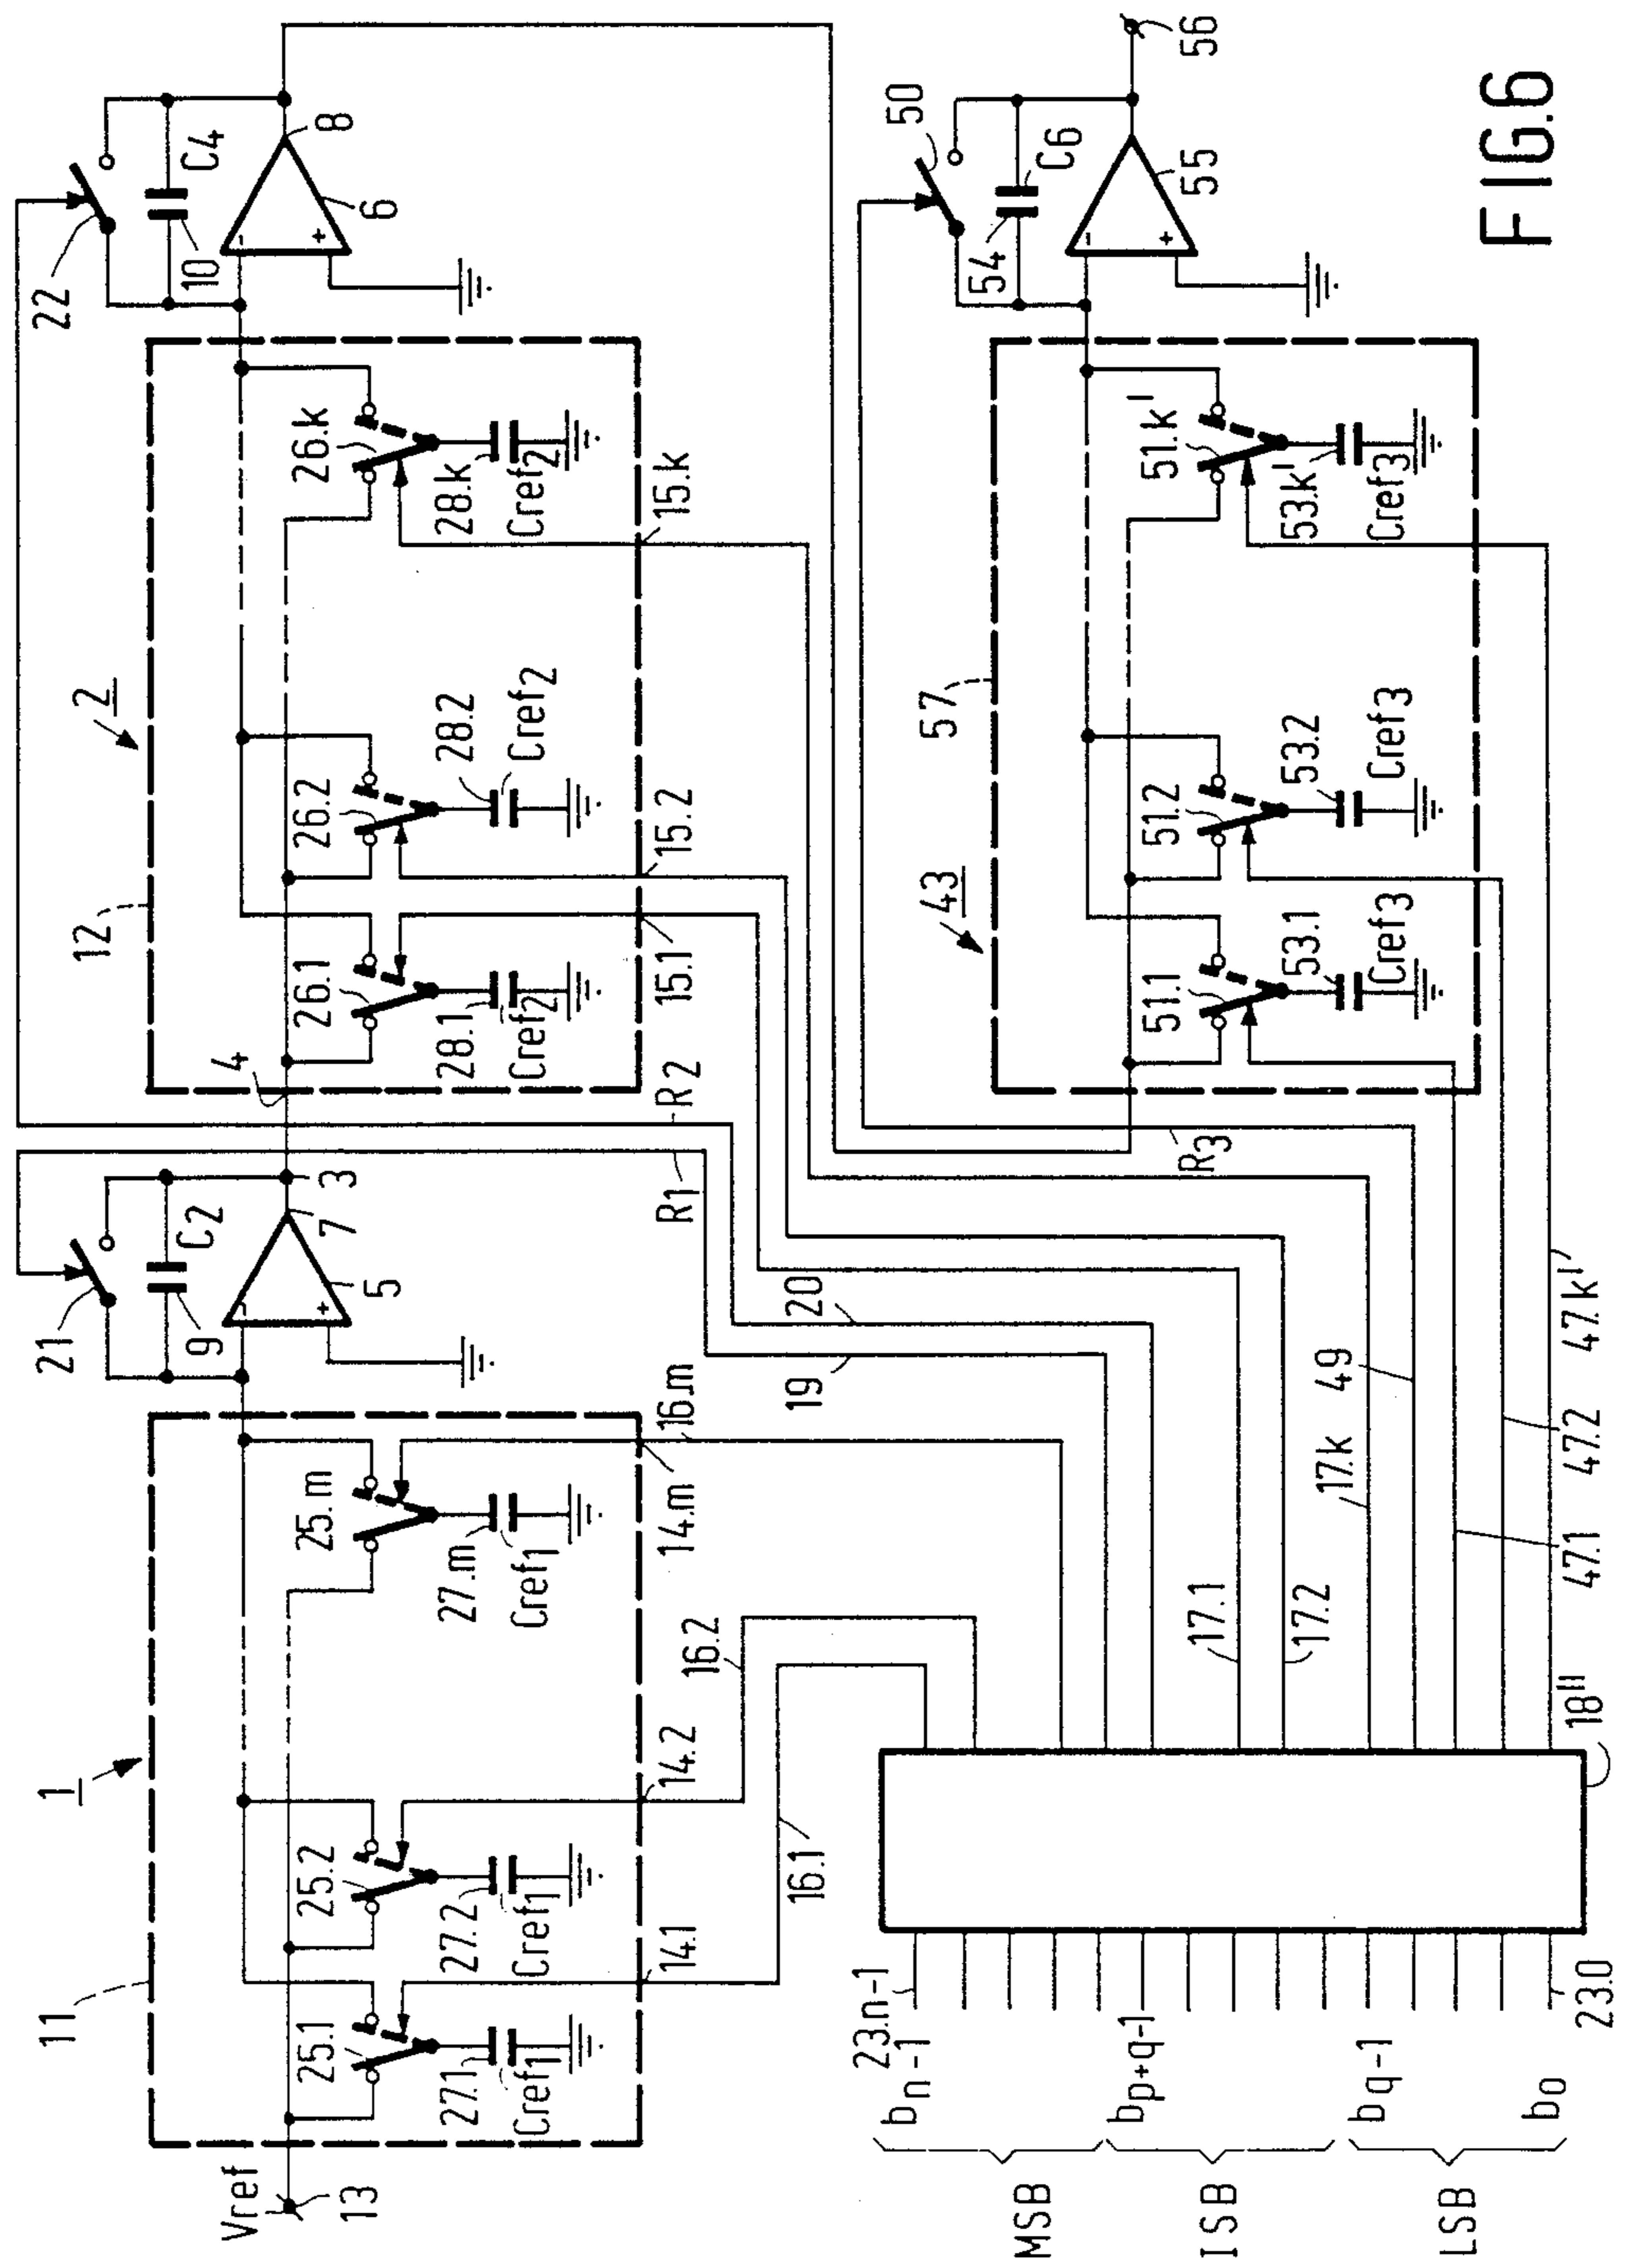 Vref
13
11
1
25.1
27.1
Cref1
25.2
27.2
Cref1
25.m
27.m
Cref1
14.1
14.2
14.m
16.1
16.2
16.m
21
9
C2
-
+
5
7
3
4
R1
R2
12
2
26.1
28.1
Cref2
26.2
28.2
Cref2
26.k
28.k
Cref2
15.1
15.2
15.k
22
10
C4
-
+
6
8
19
20
17.1
17.2
17.k
49
47.1
47.2
47.k'
18"
R3
43
57
51.1
53.1
Cref3
51.2
53.2
Cref3
51.k'
53.k'
Cref3
50
54
C6
-
+
55
56
23.n-1
23.0
MSB
bn-1
ISB
bp+q-1
LSB
bq-1
b0
FIG.6